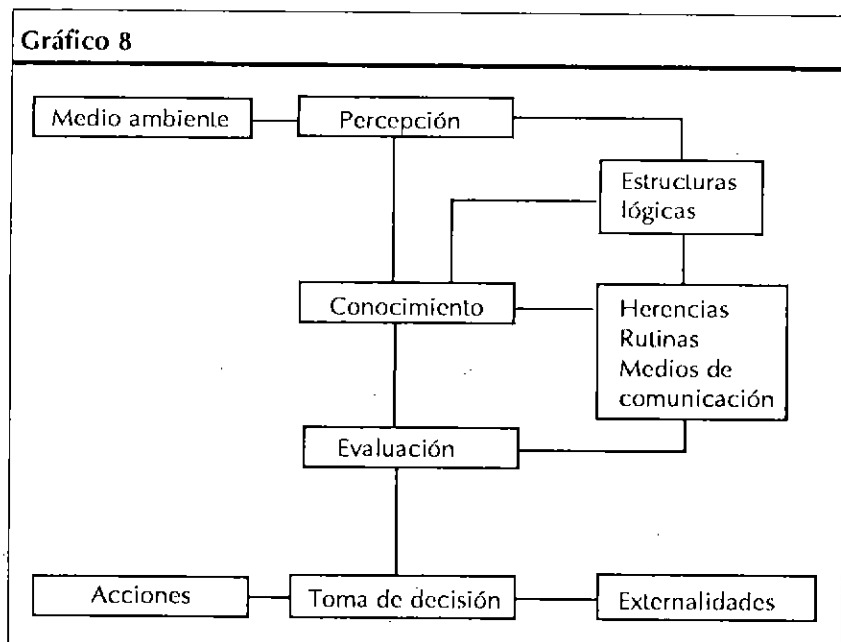 Gráfico 8
Medio ambiente
Percepción
Estructuras
lógicas
Conocimiento
Herencias
Rutinas
Medios de
comunicación
Evaluación
Acciones
Toma de decisión
Externalidades